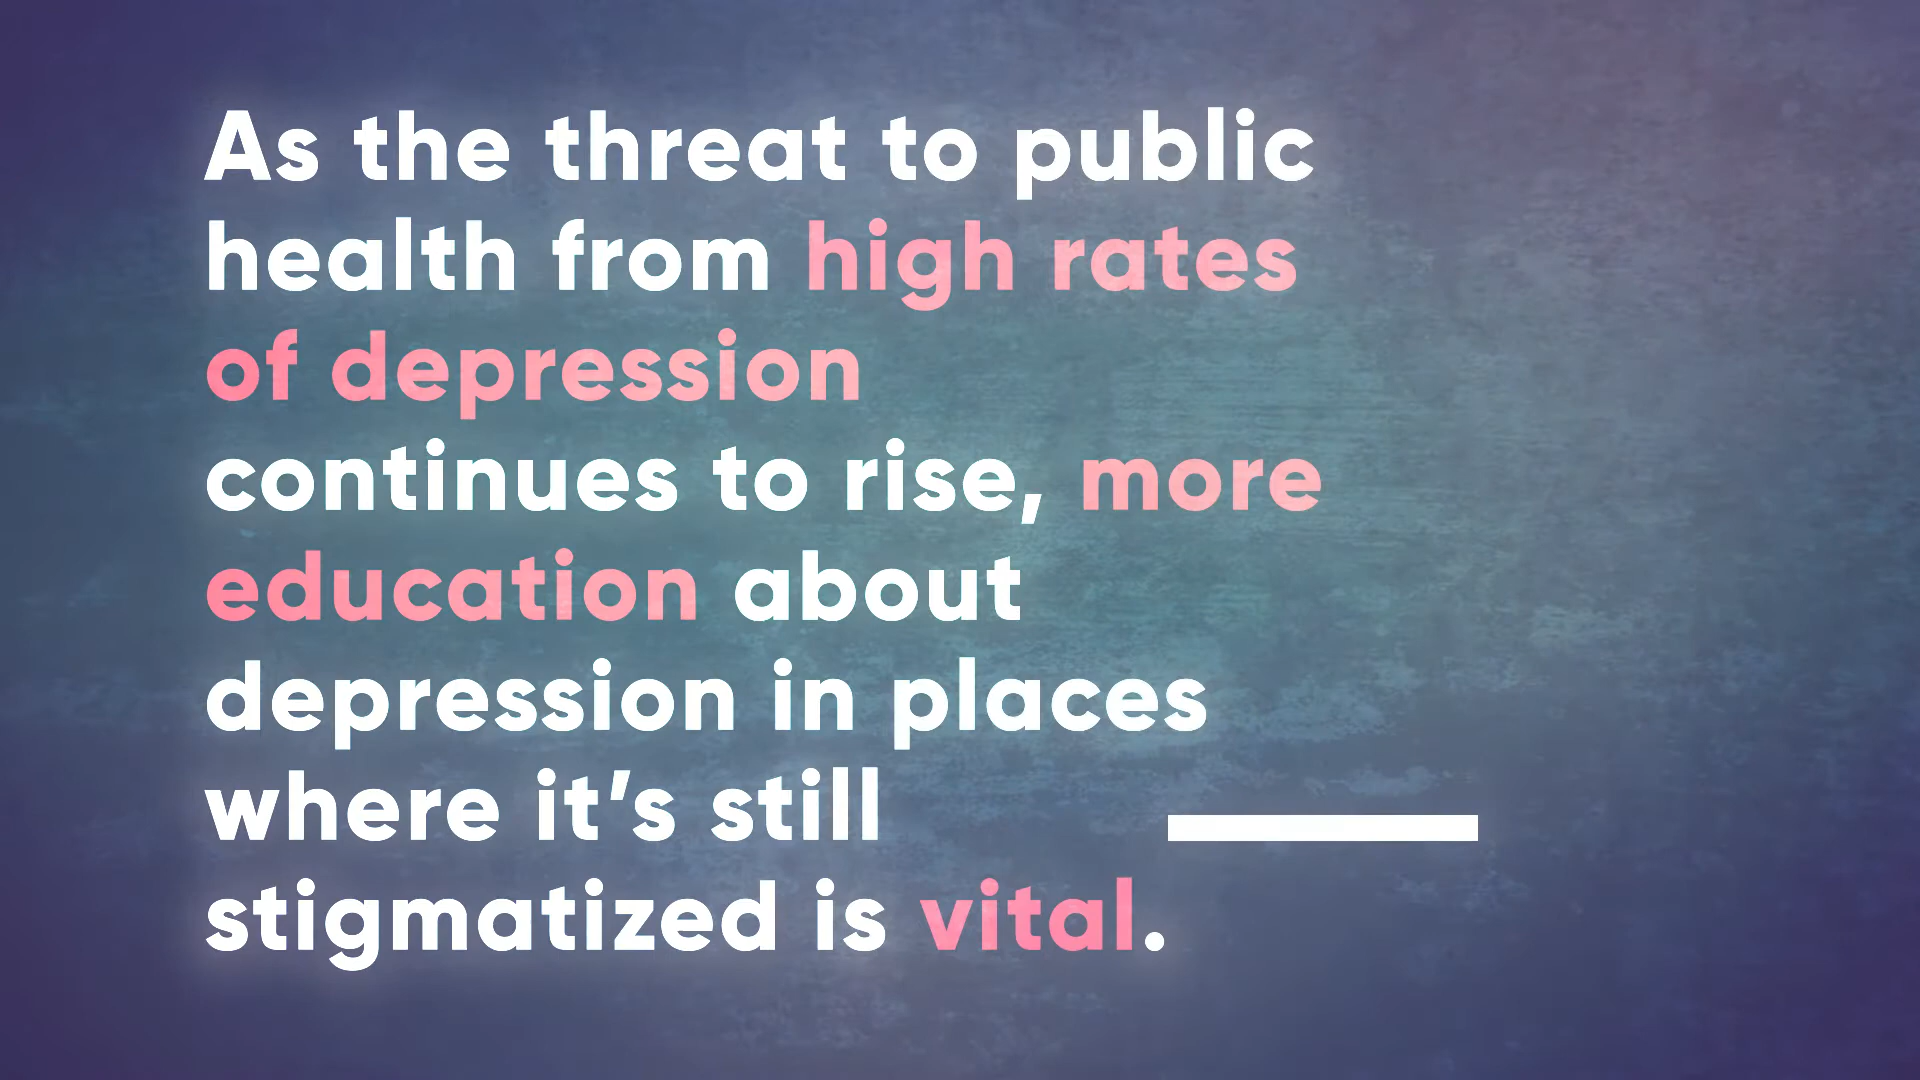 As the threat to public
health from high rates
of depression
continues to rise, more
education about
depression in places
where it’s still
stigmatized is vital.